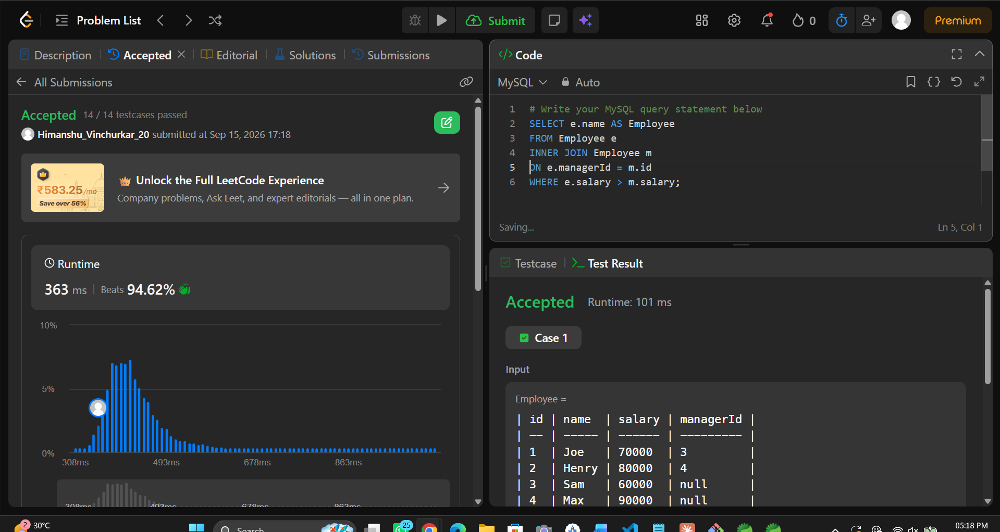 Problem List
Submit
0
Premium
Description
Accepted
Editorial
Solutions
Submissions
All Submissions
Accepted 14 / 14 testcases passed
Himanshu_Vinchurkar_20 submitted at Sep 15, 2026 17:18
₹583.25/mo
Save over 56%
Unlock the Full LeetCode Experience
Company problems, Ask Leet, and expert editorials — all in one plan.
Runtime
363 ms | Beats 94.62%
10%
5%
0%
308ms 493ms 678ms 863ms
308ms 493ms 678ms 863ms
</> Code
MySQL Auto
1 # Write your MySQL query statement below
2 SELECT e.name AS Employee
3 FROM Employee e
4 INNER JOIN Employee m
5 ON e.managerId = m.id
6 WHERE e.salary > m.salary;
Saving...
Ln 5, Col 1
Testcase
Test Result
Accepted Runtime: 101 ms
Case 1
Input
Employee =
| id | name | salary | managerId |
| -- | ----- | ------ | --------- |
| 1 | Joe | 70000 | 3 |
| 2 | Henry | 80000 | 4 |
| 3 | Sam | 60000 | null |
| 4 | Max | 90000 | null |
2 30°C
Search
25
05:18 PM